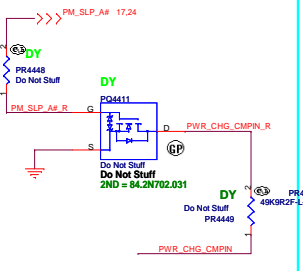 PM_SLP_A# 17,24
2
DY
PR4448
Do Not Stuff
1
DY
PQ4411
PM_SLP_A#_R
G
D
PWR_CHG_CMPIN_R
S
GP
Do Not Stuff
Do Not Stuff
2ND = 84.2N702.031
DY
2
PR4
49K9R2F-L
Do Not Stuff
PR4449
1
PWR_CHG_CMPIN